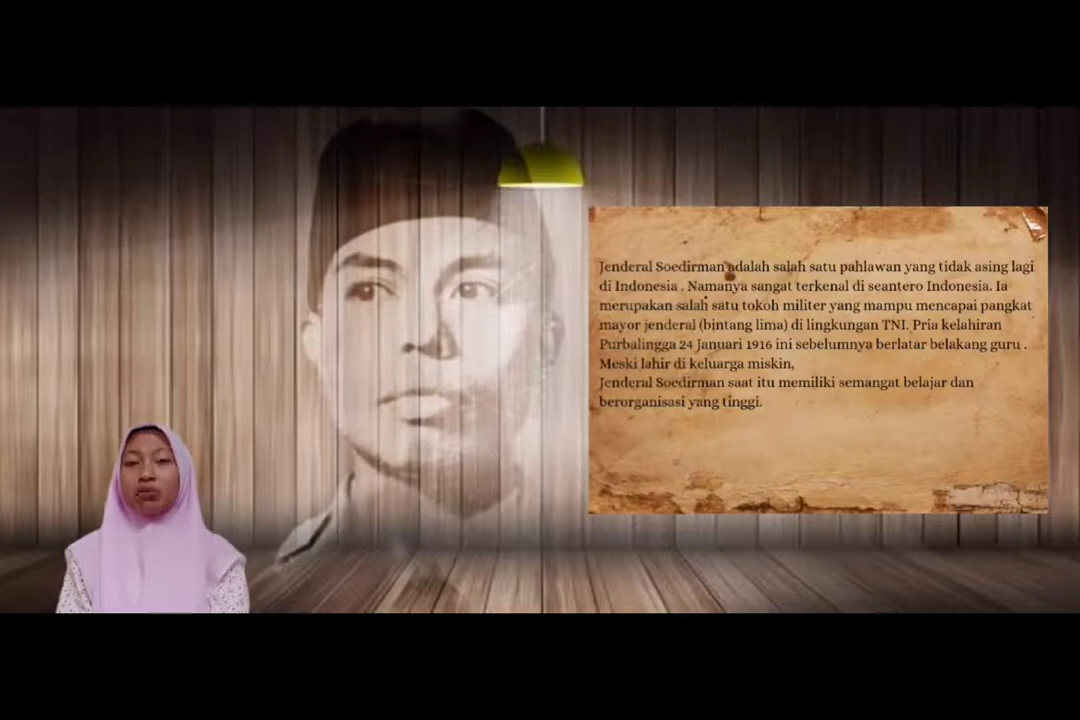 Jenderal Soedirman adalah salah satu pahlawan yang tidak asing lagi
di Indonesia . Namanya sangat terkenal di seantero Indonesia. Ia
merupakan salah satu tokoh militer yang mampu mencapai pangkat
mayor jenderal (bintang lima) di lingkungan TNI. Pria kelahiran
Purbalingga 24 Januari 1916 ini sebelumnya berlatar belakang guru .
Meski lahir di keluarga miskin,
Jenderal Soedirman saat itu memiliki semangat belajar dan
berorganisasi yang tinggi.